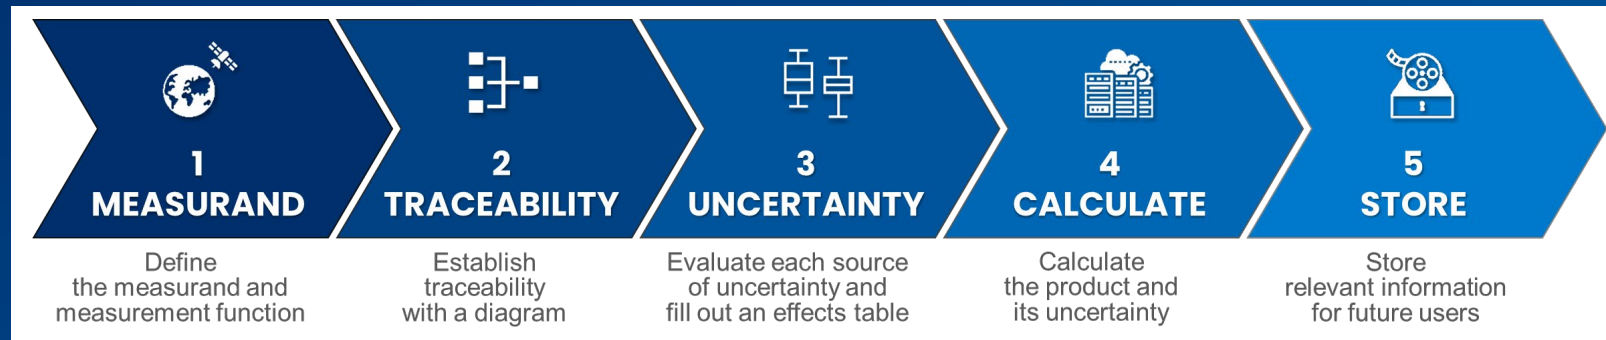 1
MEASURAND
Define
the measurand and
measurement function
2
TRACEABILITY
Establish
traceability
with a diagram
3
UNCERTAINTY
Evaluate each source
of uncertainty and
fill out an effects table
4
CALCULATE
Calculate
the product and
its uncertainty
5
STORE
Store
relevant information
for future users